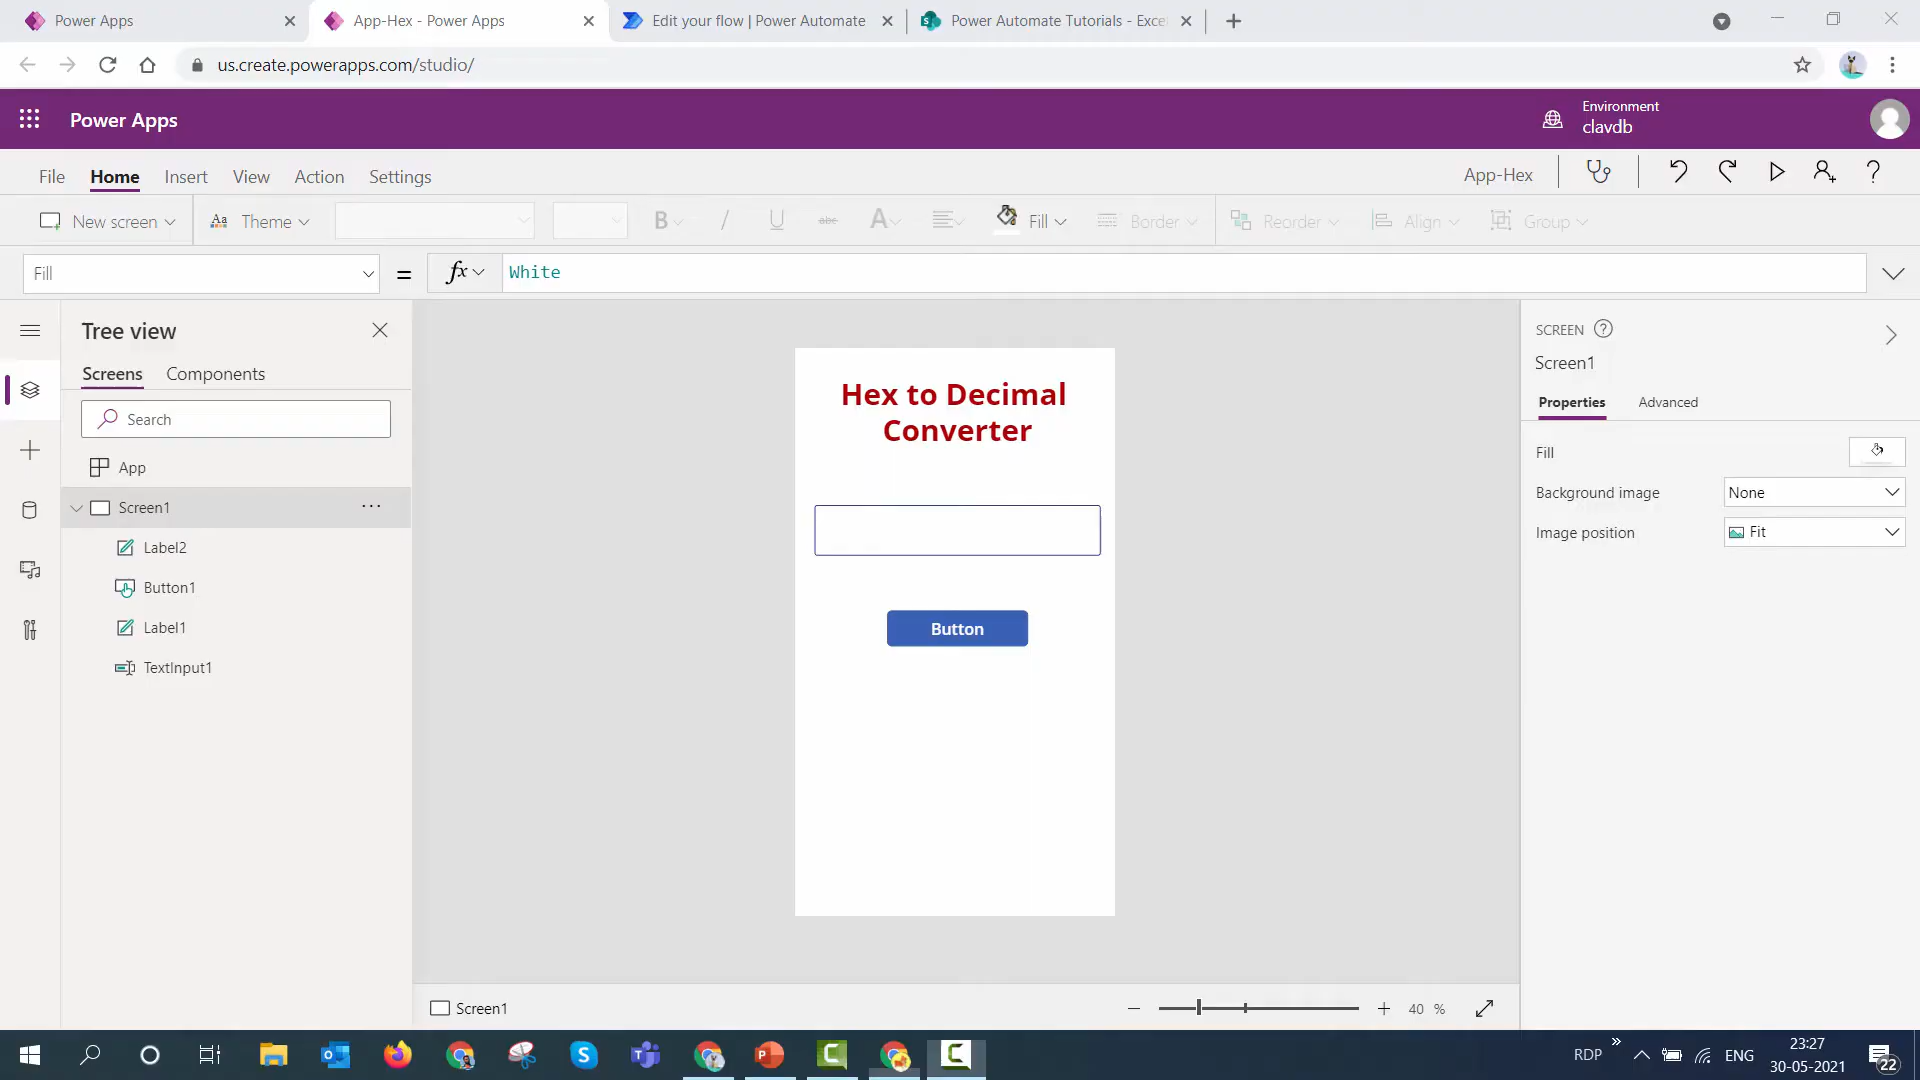 Power Apps
App-Hex - Power Apps
Edit your flow | Power Automate
Power Automate Tutorials - Exce
us.create.powerapps.com/studio/
Power Apps
Environment
clavdb
File Home Insert View Action Settings
App-Hex
New screen
Theme
B / U abc A
Fill
Border
Reorder
Align
Group
Fill
= fx
White
Tree view
Screens Components
Search
App
Screen1
Label2
Button1
Label1
TextInput1
Hex to Decimal
Converter
Button
SCREEN
Screen1
Properties Advanced
Fill
Background image None
Image position Fit
Screen1
40 %
RDP
ENG
23:27
30-05-2021
22